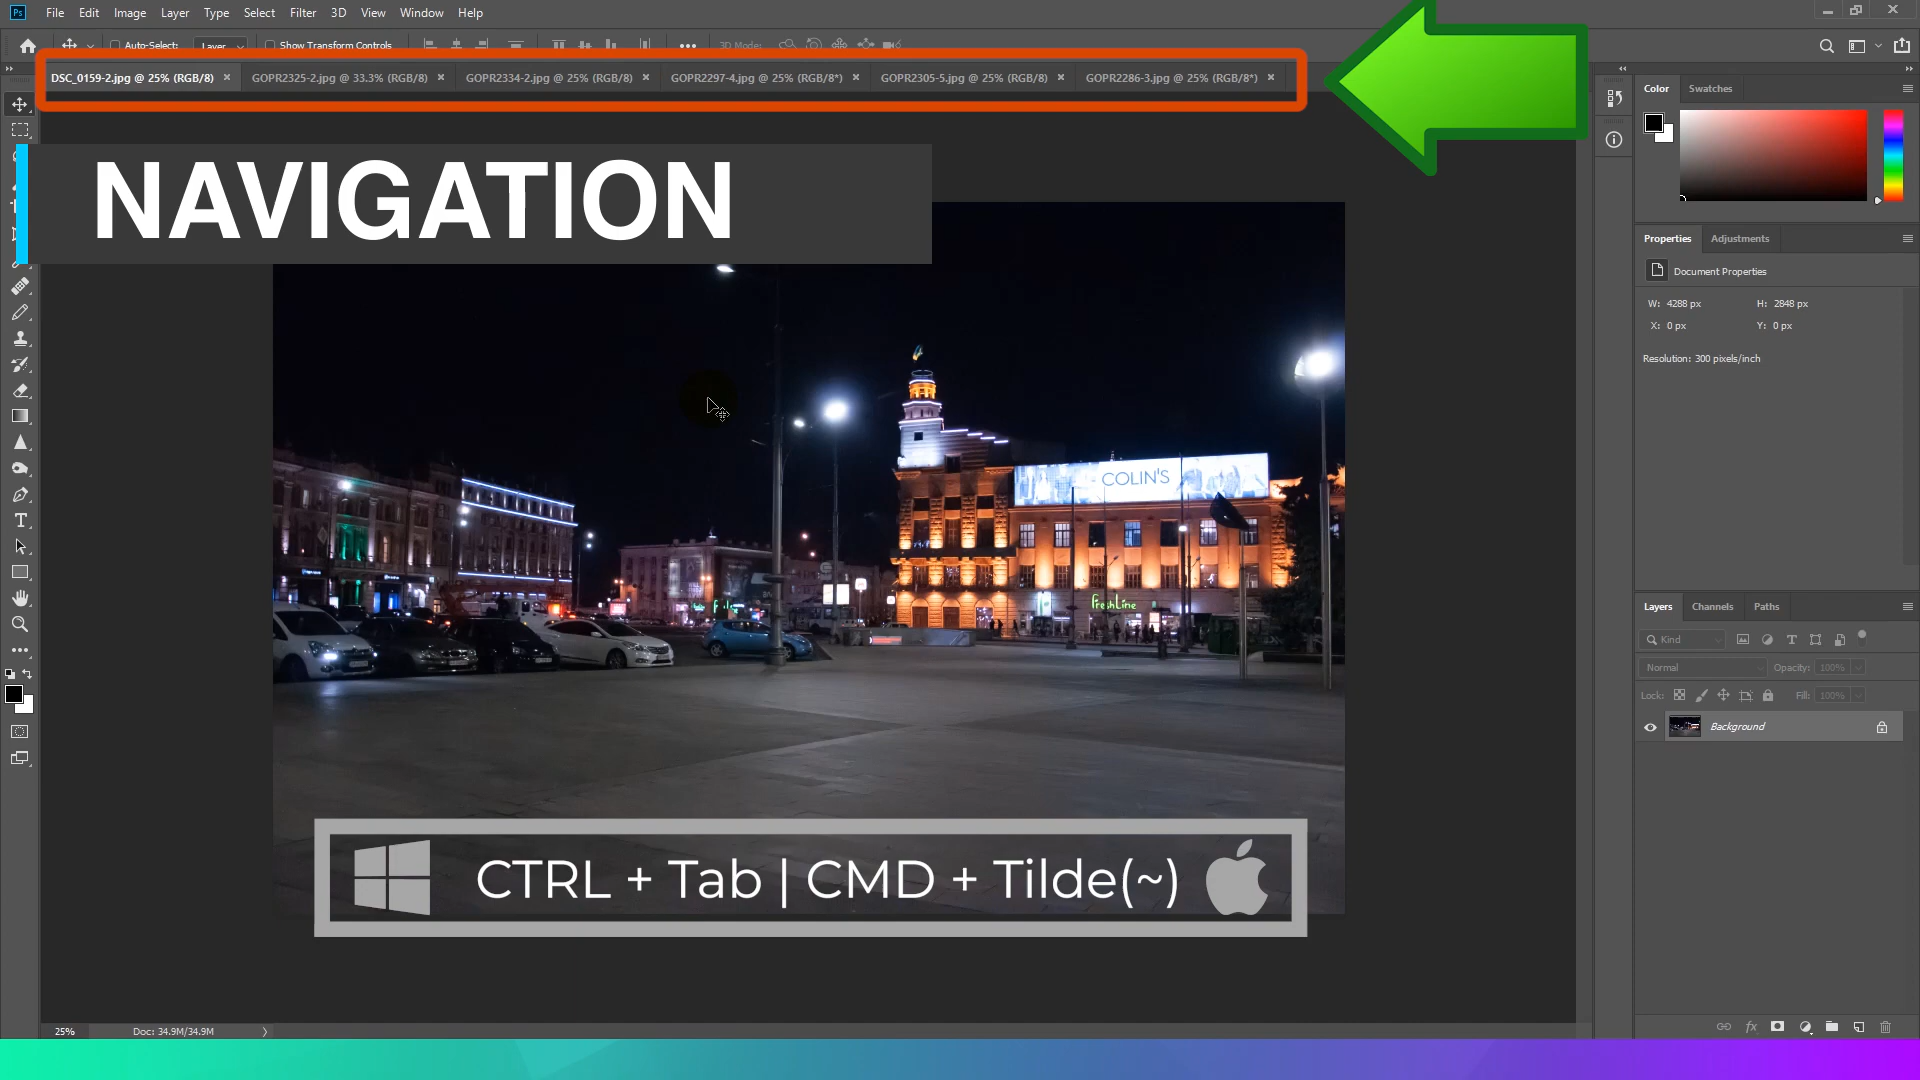 Ps File Edit Image Layer Type Select Filter 3D View Window Help
Auto-Select: Layer Show Transform Controls 3D Mode:
DSC_0159-2.jpg @ 25% (RGB/8) × GOPR2325-2.jpg @ 33.3% (RGB/8) × GOPR2334-2.jpg @ 25% (RGB/8) × GOPR2297-4.jpg @ 25% (RGB/8*) × GOPR2305-5.jpg @ 25% (RGB/8) × GOPR2286-3.jpg @ 25% (RGB/8*) ×
Color Swatches
NAVIGATION
Properties Adjustments
Document Properties
W: 4288 px H: 2848 px
X: 0 px Y: 0 px
Resolution: 300 pixels/inch
COLIN'S
FreshLine
Layers Channels Paths
Kind
Normal Opacity: 100%
Lock: Fill: 100%
Background
CTRL + Tab | CMD + Tilde(~)
25% Doc: 34.9M/34.9M
fx